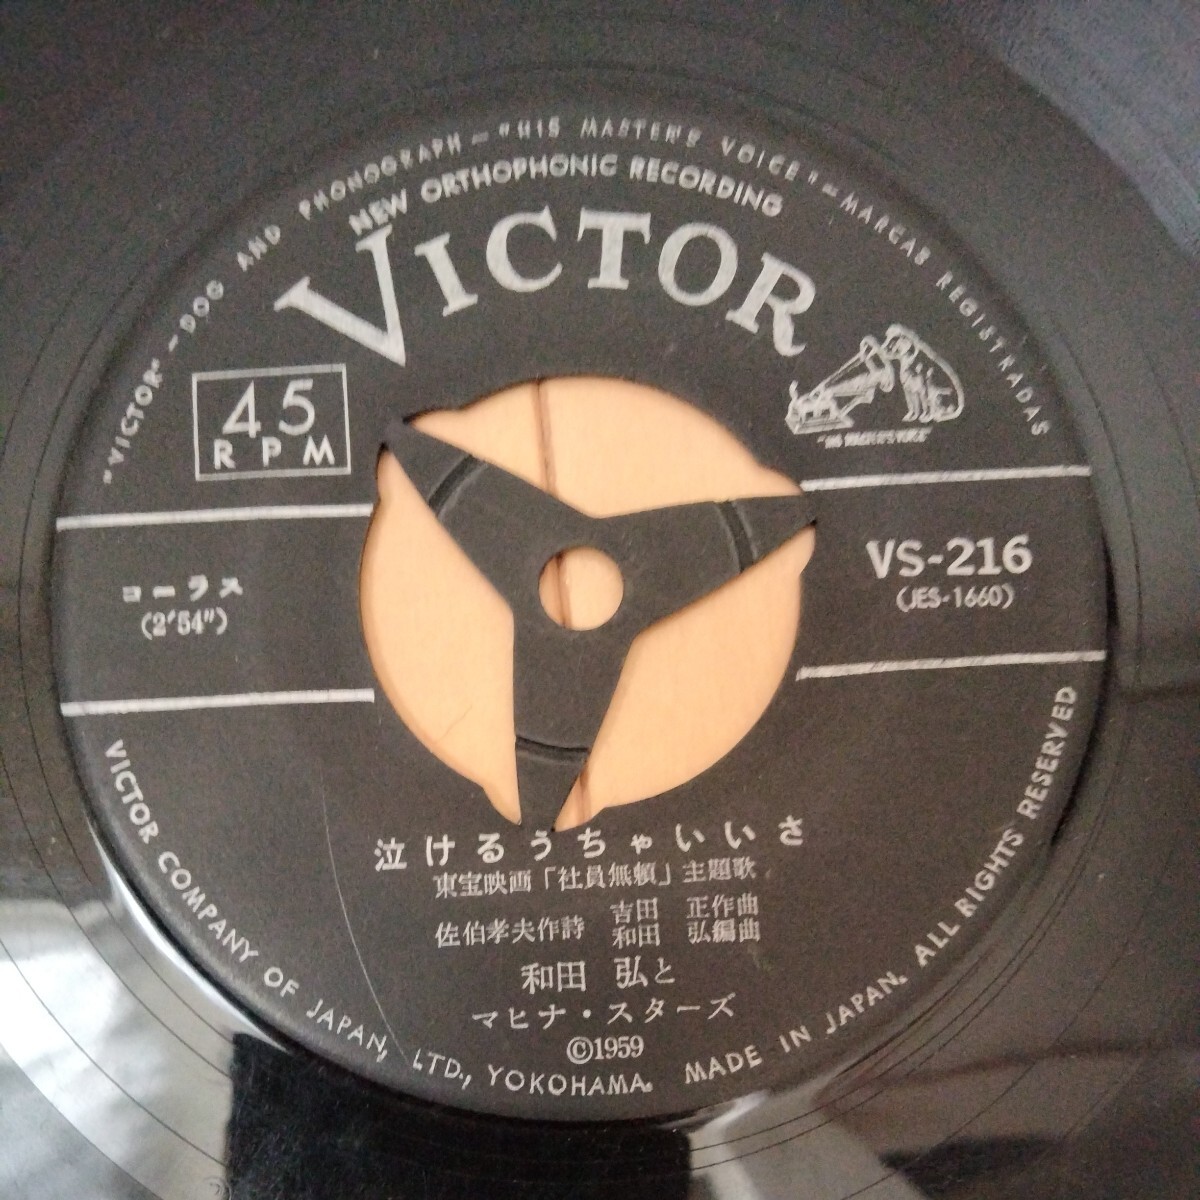 "VICTOR" – DOG AND PHONOGRAPH – "HIS MASTER'S VOICE" – MARCAS REGISTRADAS
NEW ORTHOPHONIC RECORDING
VICTOR
45
RPM
"HIS MASTER'S VOICE"
コーラス
(2'54")
VS-216
(JES-1660)
泣けるうちゃいいさ
東宝映画「社員無頼」主題歌
佐伯孝夫作詩 吉田 正作曲
和田 弘編曲
和田 弘と
マヒナ・スターズ
©1959
VICTOR COMPANY OF JAPAN, LTD., YOKOHAMA. MADE IN JAPAN. ALL RIGHTS RESERVED